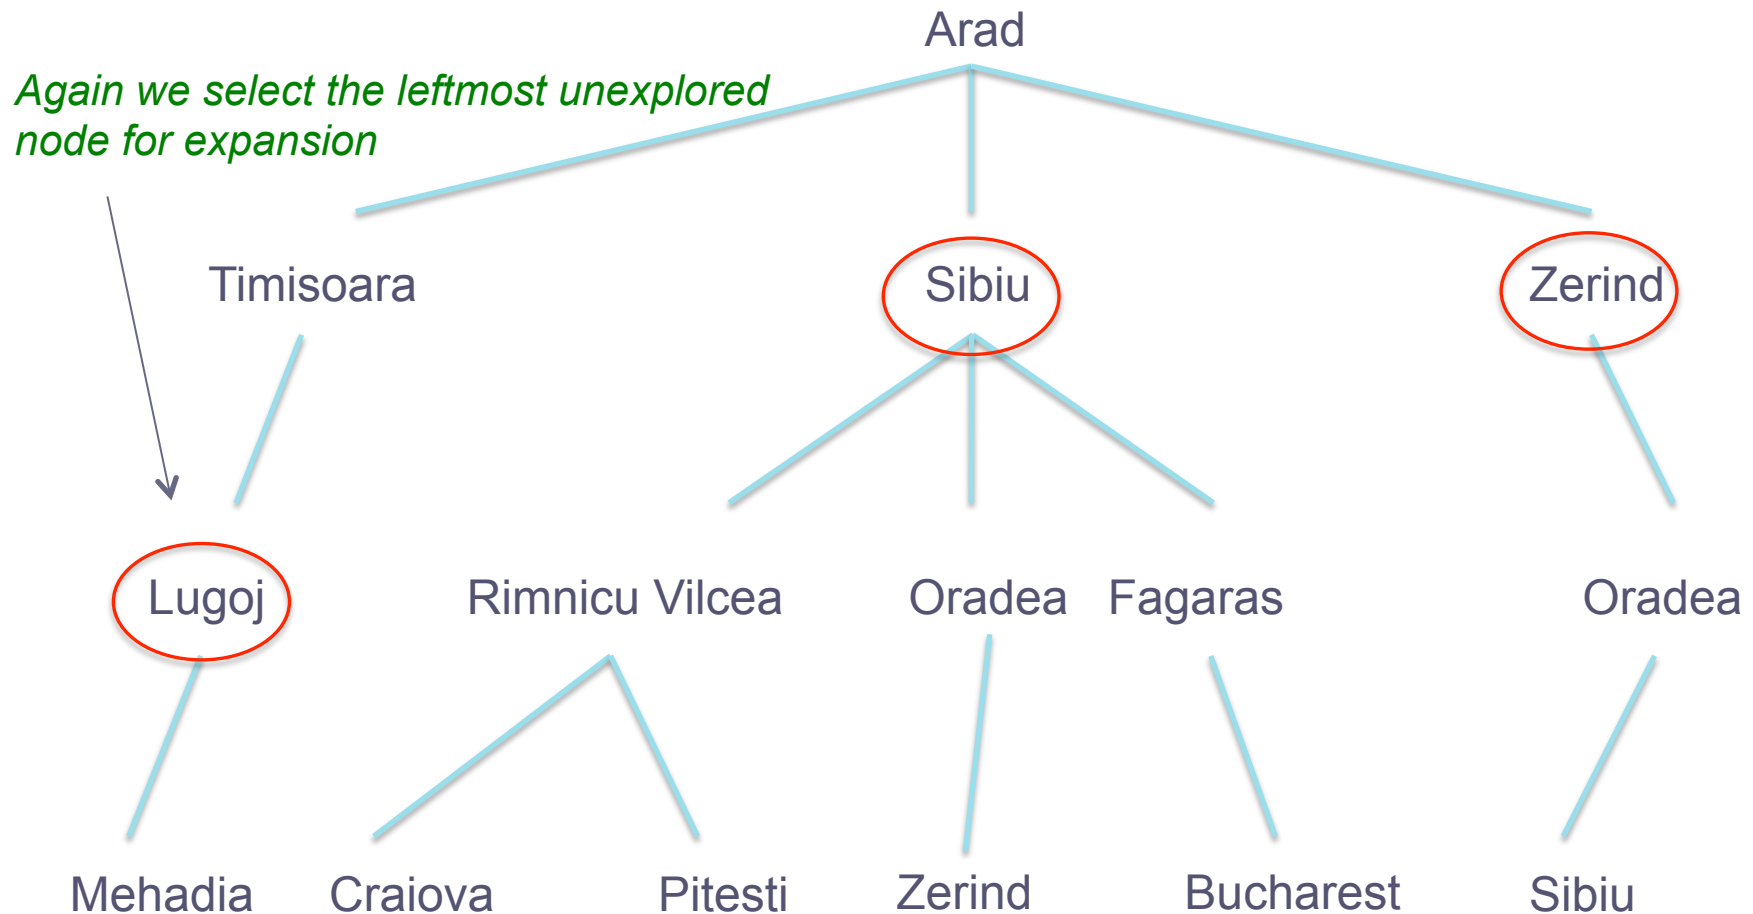 Arad
Again we select the leftmost unexplored
node for expansion
Timisoara Sibiu Zerind
Lugoj Rimnicu Vilcea Oradea Fagaras Oradea
Mehadia Craiova Pitesti Zerind Bucharest Sibiu